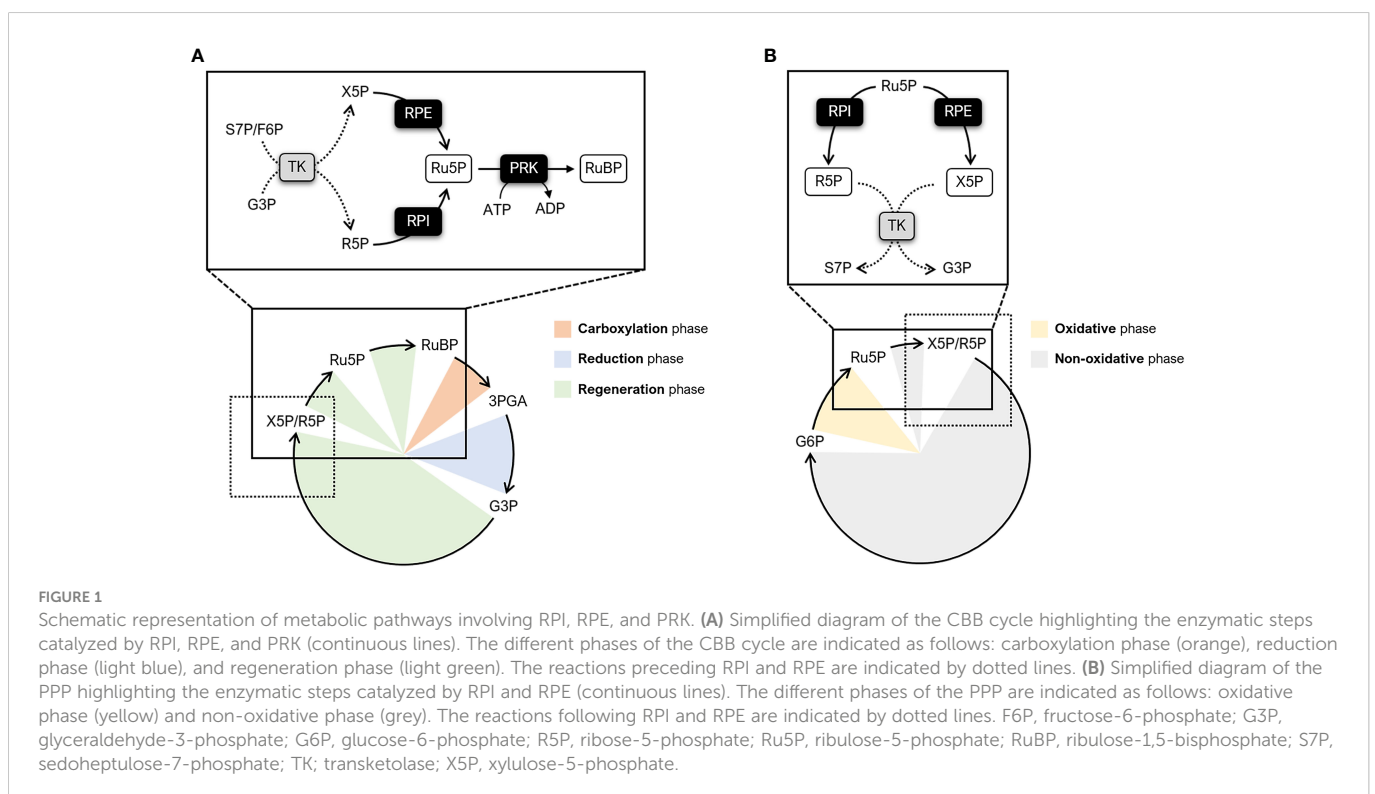 A
X5P
RPE
S7P/F6P
TK
Ru5P
PRK
RuBP
G3P
ATP
ADP
RPI
R5P
Ru5P
RuBP
X5P/R5P
3PGA
G3P
Carboxylation phase
Reduction phase
Regeneration phase
B
Ru5P
RPI
RPE
R5P
X5P
TK
S7P
G3P
Ru5P
X5P/R5P
G6P
Oxidative phase
Non-oxidative phase
FIGURE 1
Schematic representation of metabolic pathways involving RPI, RPE, and PRK. (A) Simplified diagram of the CBB cycle highlighting the enzymatic steps
catalyzed by RPI, RPE, and PRK (continuous lines). The different phases of the CBB cycle are indicated as follows: carboxylation phase (orange), reduction
phase (light blue), and regeneration phase (light green). The reactions preceding RPI and RPE are indicated by dotted lines. (B) Simplified diagram of the
PPP highlighting the enzymatic steps catalyzed by RPI and RPE (continuous lines). The different phases of the PPP are indicated as follows: oxidative
phase (yellow) and non-oxidative phase (grey). The reactions following RPI and RPE are indicated by dotted lines. F6P, fructose-6-phosphate; G3P,
glyceraldehyde-3-phosphate; G6P, glucose-6-phosphate; R5P, ribose-5-phosphate; Ru5P, ribulose-5-phosphate; RuBP, ribulose-1,5-bisphosphate; S7P,
sedoheptulose-7-phosphate; TK; transketolase; X5P, xylulose-5-phosphate.